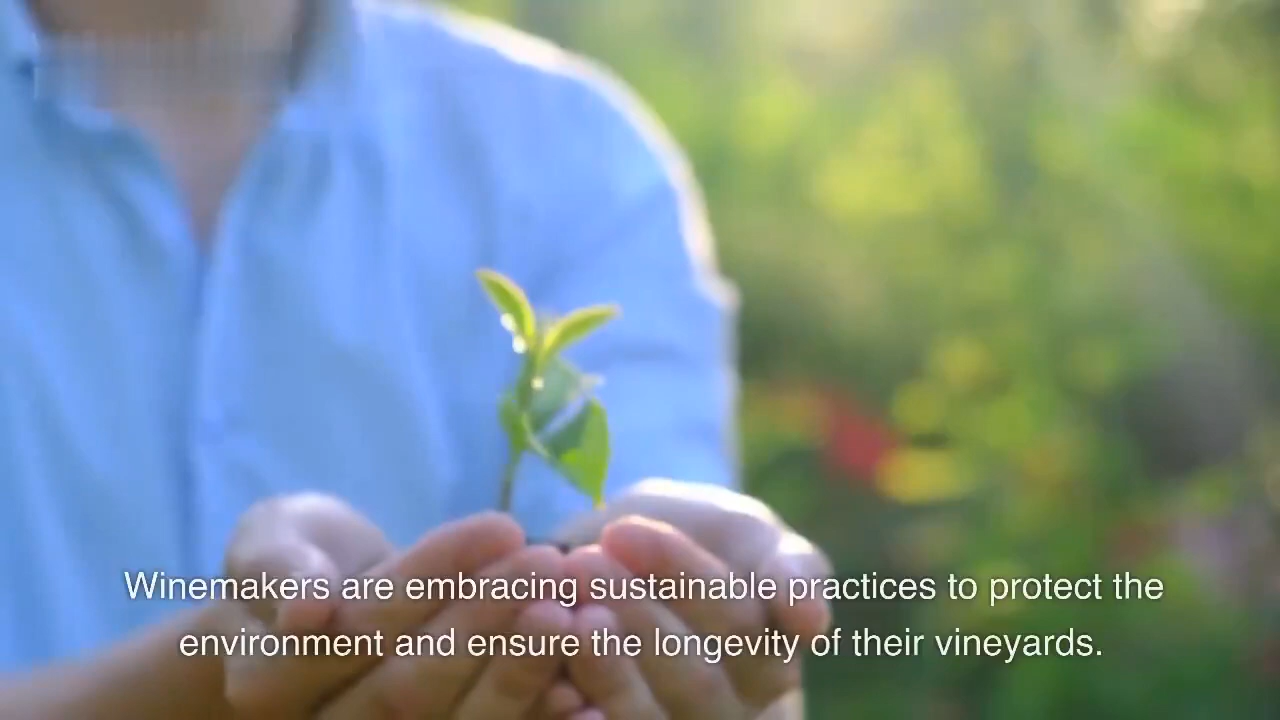 Winemakers are embracing sustainable practices to protect the
environment and ensure the longevity of their vineyards.